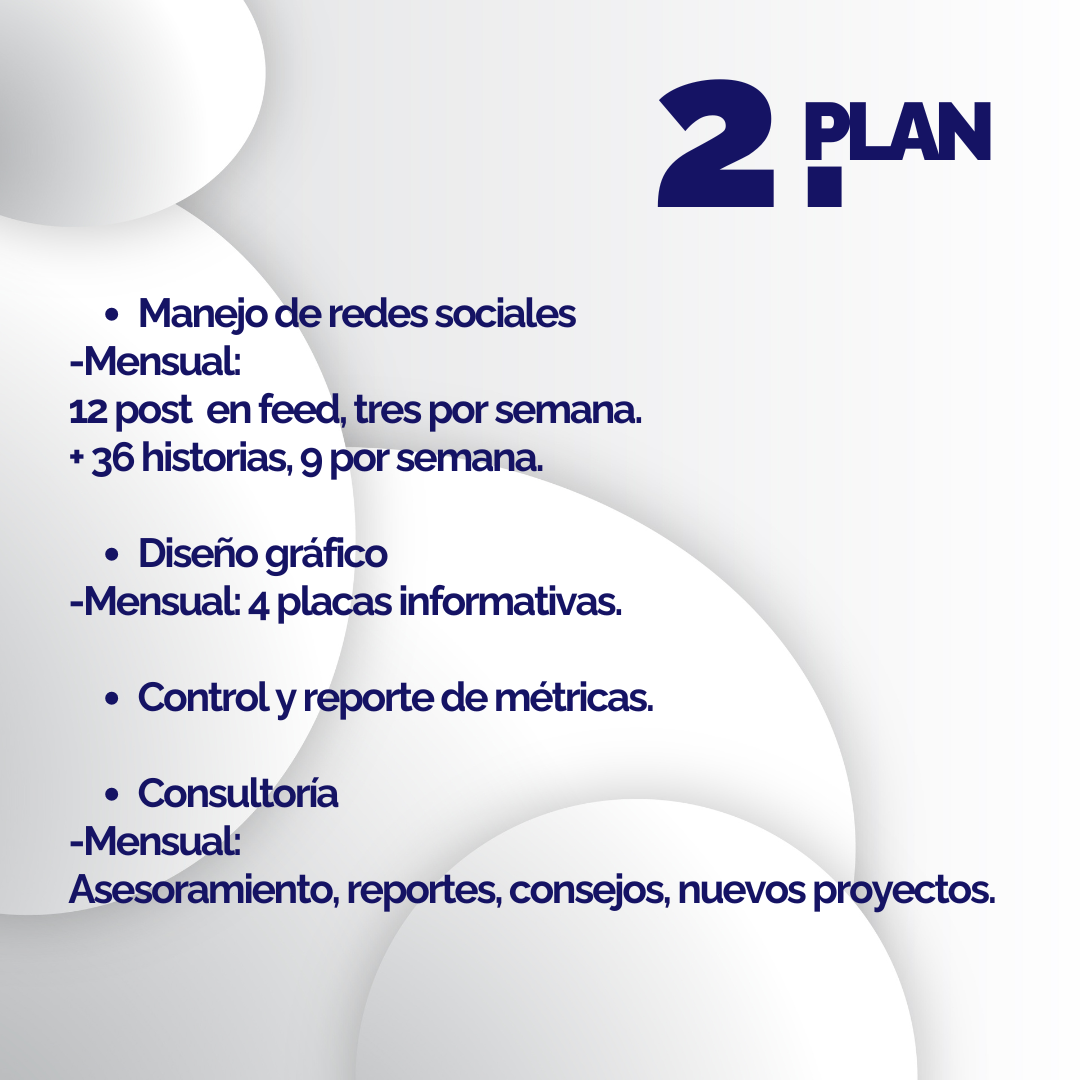 2. PLAN
• Manejo de redes sociales
-Mensual:
12 post  en feed, tres por semana.
+ 36 historias, 9 por semana.
• Diseño gráfico
-Mensual: 4 placas informativas.
• Control y reporte de métricas.
• Consultoría
-Mensual:
Asesoramiento, reportes, consejos, nuevos proyectos.